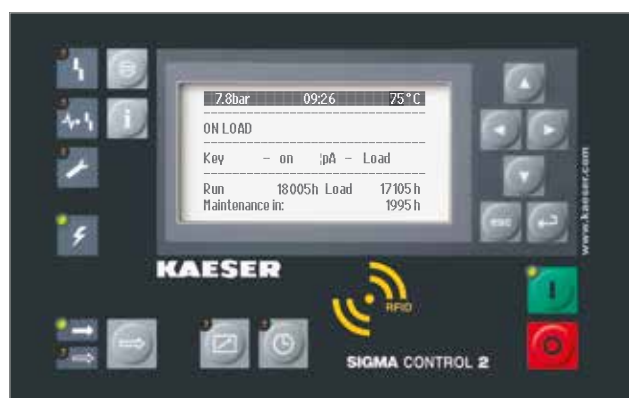 7.8bar 09:26 75°C
ON LOAD
Key - on ¦pA - Load
Run 18005h Load 17105h
Maintenance in: 1995h
esc
www.kaeser.com
KAESER
RFID
SIGMA CONTROL 2